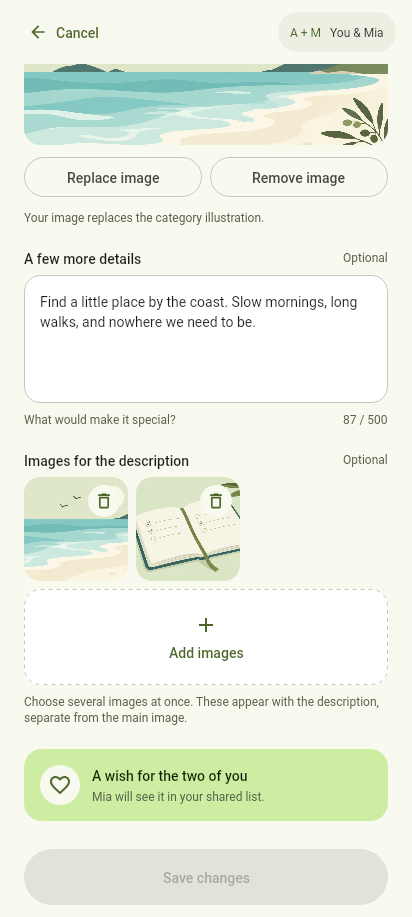 Cancel
A + M You & Mia
Replace image
Remove image
Your image replaces the category illustration.
A few more details
Optional
Find a little place by the coast. Slow mornings, long
walks, and nowhere we need to be.
What would make it special?
87 / 500
Images for the description
Optional
Add images
Choose several images at once. These appear with the description,
separate from the main image.
A wish for the two of you
Mia will see it in your shared list.
Save changes